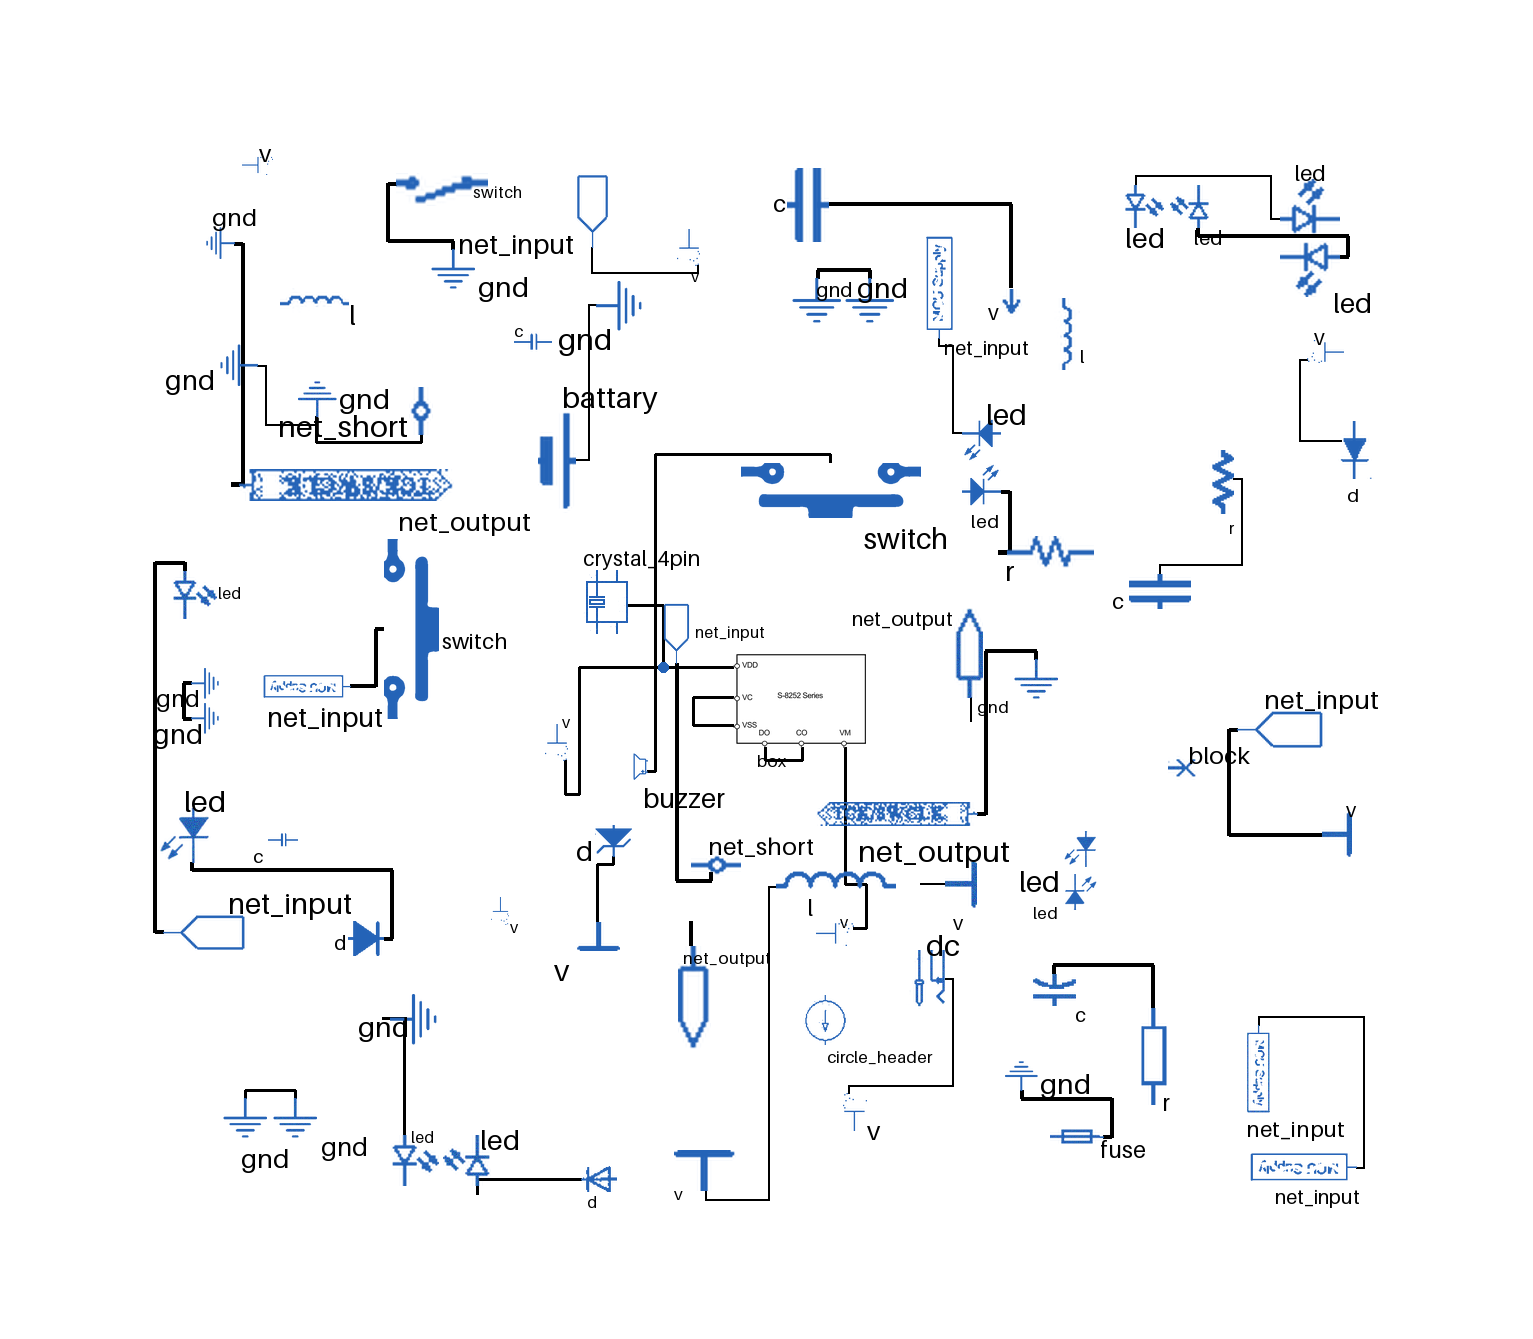 v
switch
gnd
net_input
gnd
v
c
gnd
gnd
v
led
led
led
led
l
c
gnd
net_input
l
v
gnd
gnd
net_short
battary
led
d
net_output
switch
led
r
r
crystal_4pin
c
led
switch
net_input
net_output
gnd
gnd
net_input
v
VDD
VC
S-8252 Series
VSS
DO
CO
VM
box
gnd
net_input
block
v
buzzer
led
c
d
net_short
net_output
led
led
net_input
d
v
v
net_output
l
v
v
dc
gnd
circle_header
c
gnd
r
v
fuse
net_input
gnd
gnd
led
led
d
v
net_input